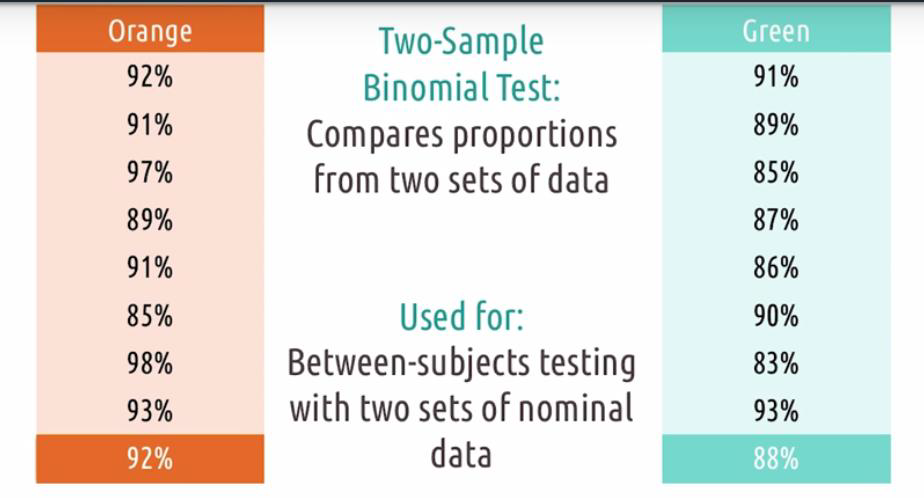 Orange
92%
91%
97%
89%
91%
85%
98%
93%
92%
Two-Sample
Binomial Test:
Compares proportions
from two sets of data
Used for:
Between-subjects testing
with two sets of nominal
data
Green
91%
89%
85%
87%
86%
90%
83%
93%
88%